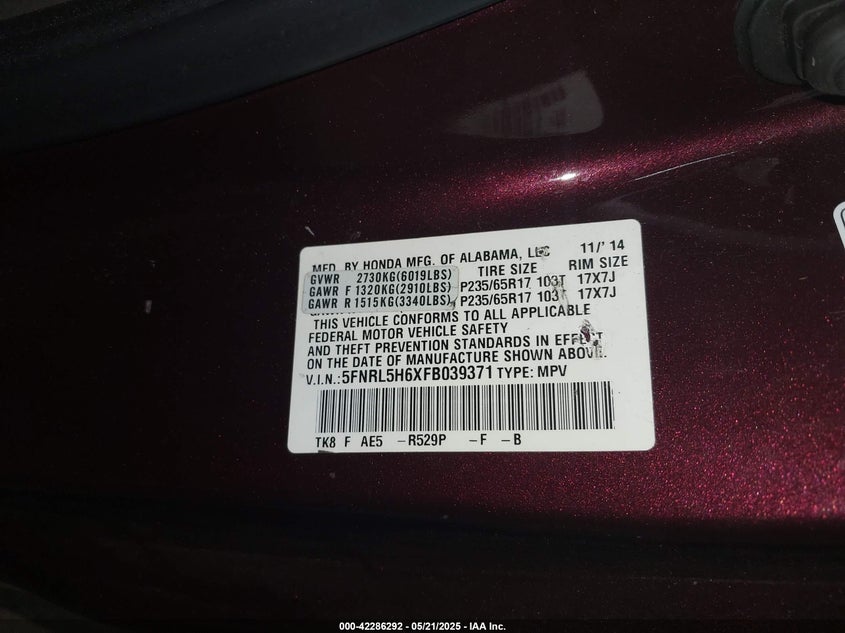 MFD. BY HONDA MFG. OF ALABAMA, LLC 11/'14
TIRE SIZE RIM SIZE
GVWR 2730KG(6019LBS)
GAWR F 1320KG(2910LBS) P235/65R17 103T 17X7J
GAWR R 1515KG(3340LBS) P235/65R17 103T 17X7J
THIS VEHICLE CONFORMS TO ALL APPLICABLE
FEDERAL MOTOR VEHICLE SAFETY
AND THEFT PREVENTION STANDARDS IN EFFECT
ON THE DATE OF MANUFACTURE SHOWN ABOVE.
V.I.N.:5FNRL5H6XFB039371 TYPE: MPV
TK8 F AE5 -R529P -F -B
000-42286292 - 05/21/2025 - IAA Inc.